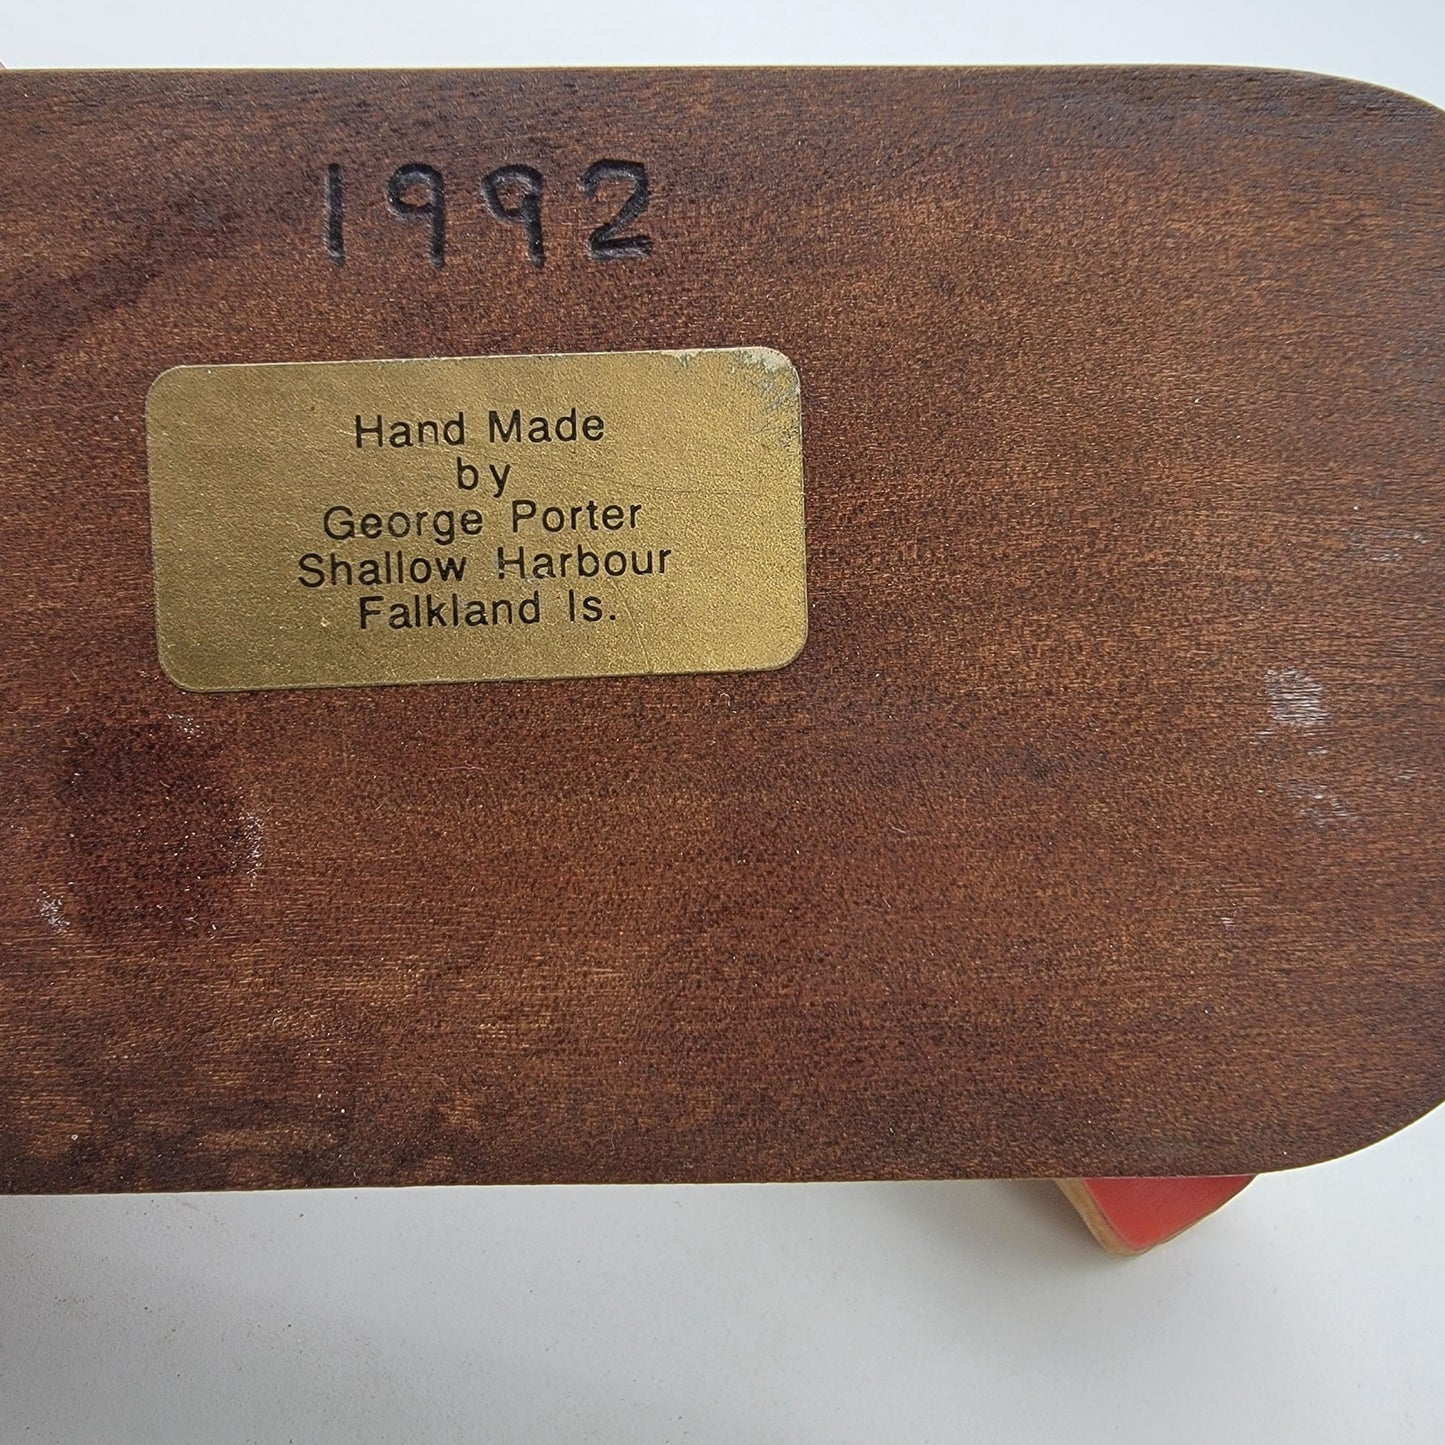 1992
Hand Made
by
George Porter
Shallow Harbour
Falkland Is.